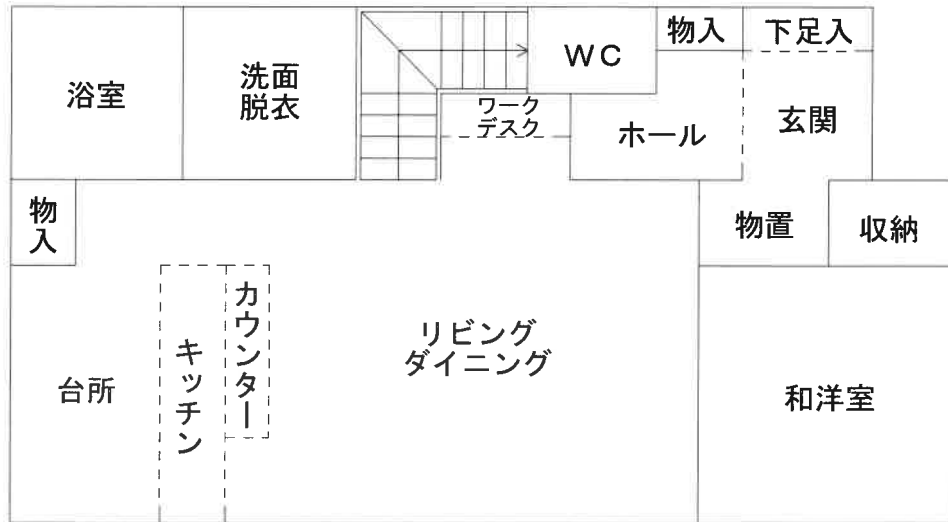 浴室
洗面
脱衣
ワーク
デスク
WC
物入
下足入
ホール
玄関
物入
物置
収納
台所
キッチン
カウンター
リビング
ダイニング
和洋室